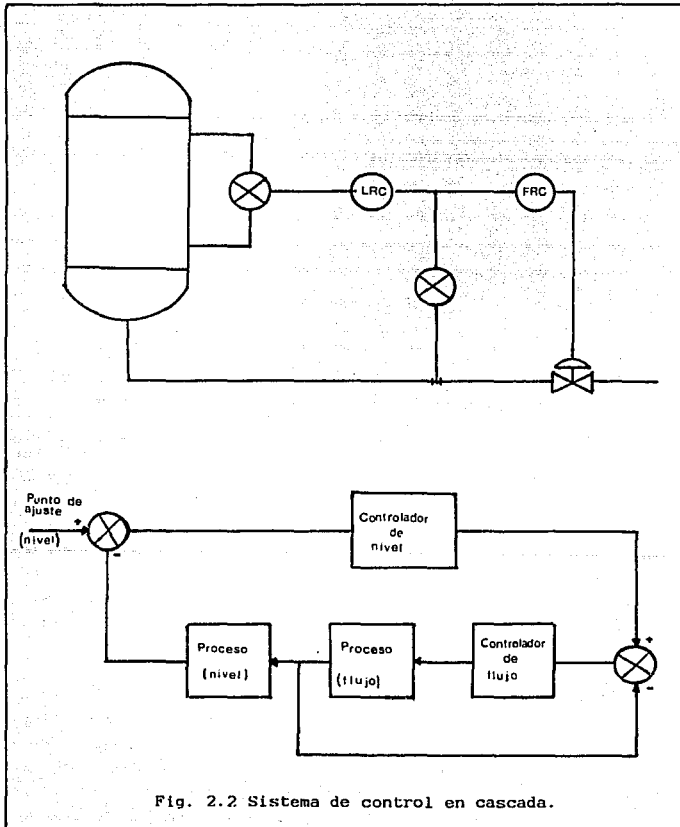 LRC
FRC
Punto de
ajuste
+
(nivel)
-
Controlador
de
nivel
Proceso
(nivel)
Proceso
(flujo)
Controlador
de
flujo
+
-
Fig. 2.2 Sistema de control en cascada.